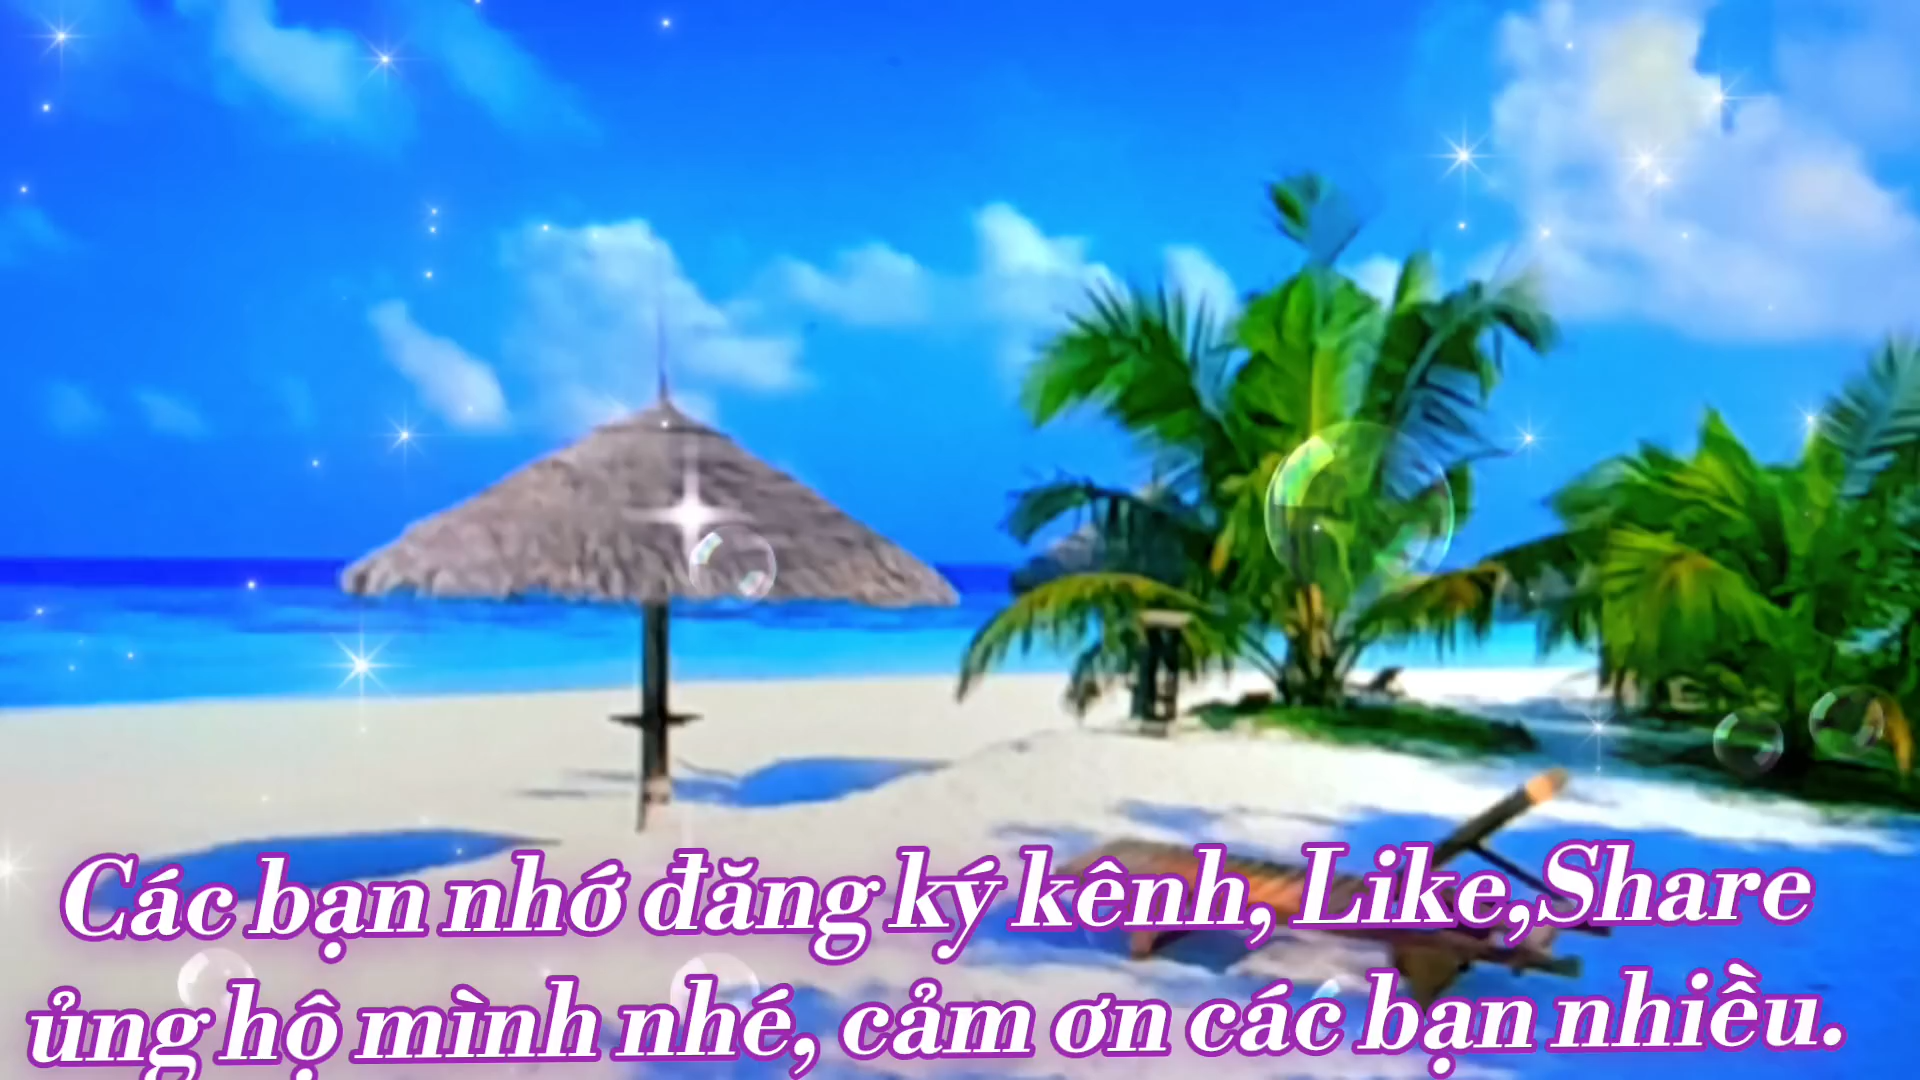 Các bạn nhớ đăng ký kênh, Like,Share
ủng hộ mình nhé, cảm ơn các bạn nhiều.